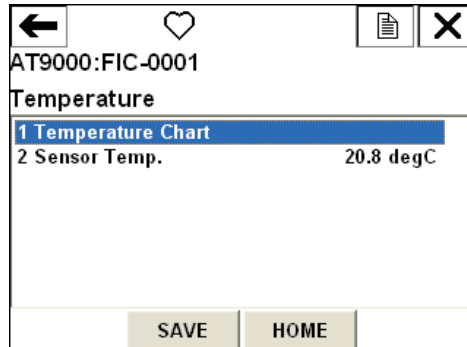 AT9000:FIC-0001
Temperature
1 Temperature Chart
2 Sensor Temp. 20.8 degC
SAVE HOME